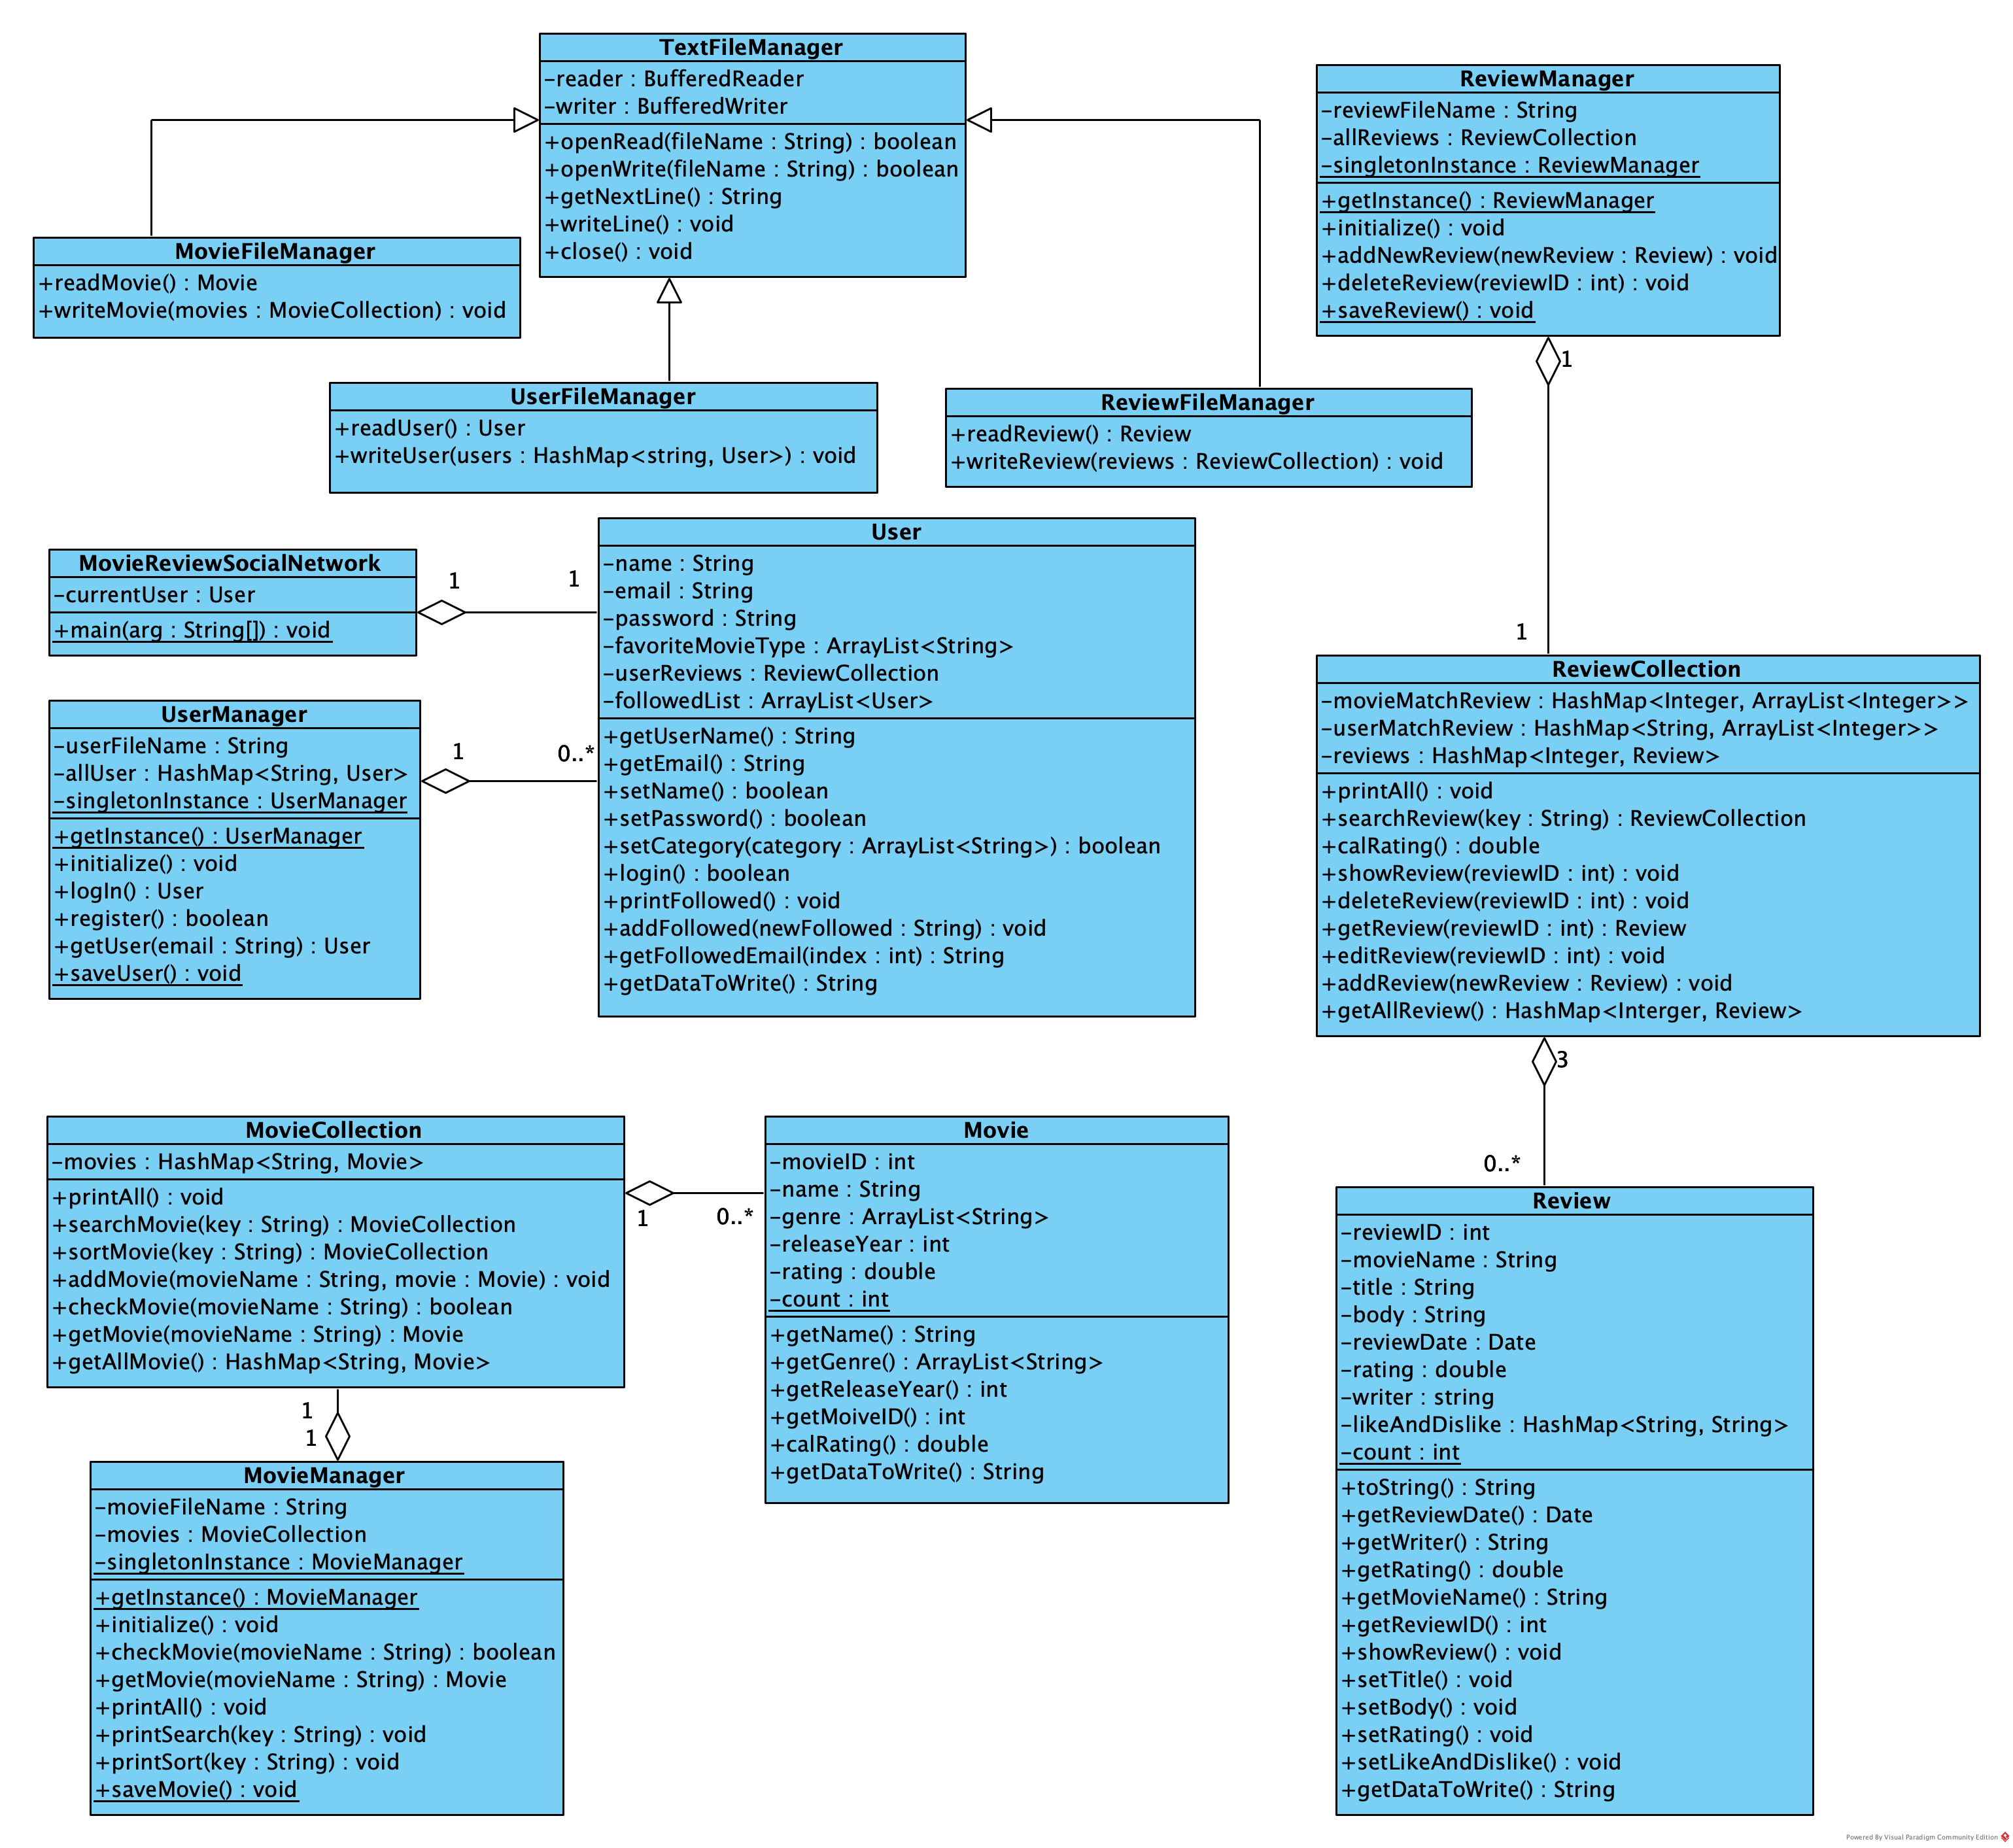 TextFileManager
-reader : BufferedReader
-writer : BufferedWriter
+openRead(fileName : String) : boolean
+openWrite(fileName : String) : boolean
+getNextLine() : String
+writeLine() : void
+close() : void
ReviewManager
-reviewFileName : String
-allReviews : ReviewCollection
-singletonInstance : ReviewManager
+getInstance() : ReviewManager
+initialize() : void
+addNewReview(newReview : Review) : void
+deleteReview(reviewID : int) : void
+saveReview() : void
MovieFileManager
+readMovie() : Movie
+writeMovie(movies : MovieCollection) : void
UserFileManager
+readUser() : User
+writeUser(users : HashMap<string, User>) : void
ReviewFileManager
+readReview() : Review
+writeReview(reviews : ReviewCollection) : void
1
1
MovieReviewSocialNetwork
-currentUser : User
+main(arg : String[]) : void
1
1
User
-name : String
-email : String
-password : String
-favoriteMovieType : ArrayList<String>
-userReviews : ReviewCollection
-followedList : ArrayList<User>
+getUserName() : String
+getEmail() : String
+setName() : boolean
+setPassword() : boolean
+setCategory(category : ArrayList<String>) : boolean
+login() : boolean
+printFollowed() : void
+addFollowed(newFollowed : String) : void
+getFollowedEmail(index : int) : String
+getDataToWrite() : String
UserManager
-userFileName : String
-allUser : HashMap<String, User>
-singletonInstance : UserManager
+getInstance() : UserManager
+initialize() : void
+logIn() : User
+register() : boolean
+getUser(email : String) : User
+saveUser() : void
1
0..*
ReviewCollection
-movieMatchReview : HashMap<Integer, ArrayList<Integer>>
-userMatchReview : HashMap<String, ArrayList<Integer>>
-reviews : HashMap<Integer, Review>
+printAll() : void
+searchReview(key : String) : ReviewCollection
+calRating() : double
+showReview(reviewID : int) : void
+deleteReview(reviewID : int) : void
+getReview(reviewID : int) : Review
+editReview(reviewID : int) : void
+addReview(newReview : Review) : void
+getAllReview() : HashMap<Interger, Review>
3
0..*
MovieCollection
-movies : HashMap<String, Movie>
+printAll() : void
+searchMovie(key : String) : MovieCollection
+sortMovie(key : String) : MovieCollection
+addMovie(movieName : String, movie : Movie) : void
+checkMovie(movieName : String) : boolean
+getMovie(movieName : String) : Movie
+getAllMovie() : HashMap<String, Movie>
1
0..*
Movie
-movieID : int
-name : String
-genre : ArrayList<String>
-releaseYear : int
-rating : double
-count : int
+getName() : String
+getGenre() : ArrayList<String>
+getReleaseYear() : int
+getMoiveID() : int
+calRating() : double
+getDataToWrite() : String
1
1
MovieManager
-movieFileName : String
-movies : MovieCollection
-singletonInstance : MovieManager
+getInstance() : MovieManager
+initialize() : void
+checkMovie(movieName : String) : boolean
+getMovie(movieName : String) : Movie
+printAll() : void
+printSearch(key : String) : void
+printSort(key : String) : void
+saveMovie() : void
Review
-reviewID : int
-movieName : String
-title : String
-body : String
-reviewDate : Date
-rating : double
-writer : string
-likeAndDislike : HashMap<String, String>
-count : int
+toString() : String
+getReviewDate() : Date
+getWriter() : String
+getRating() : double
+getMovieName() : String
+getReviewID() : int
+showReview() : void
+setTitle() : void
+setBody() : void
+setRating() : void
+setLikeAndDislike() : void
+getDataToWrite() : String
Powered By Visual Paradigm Community Edition